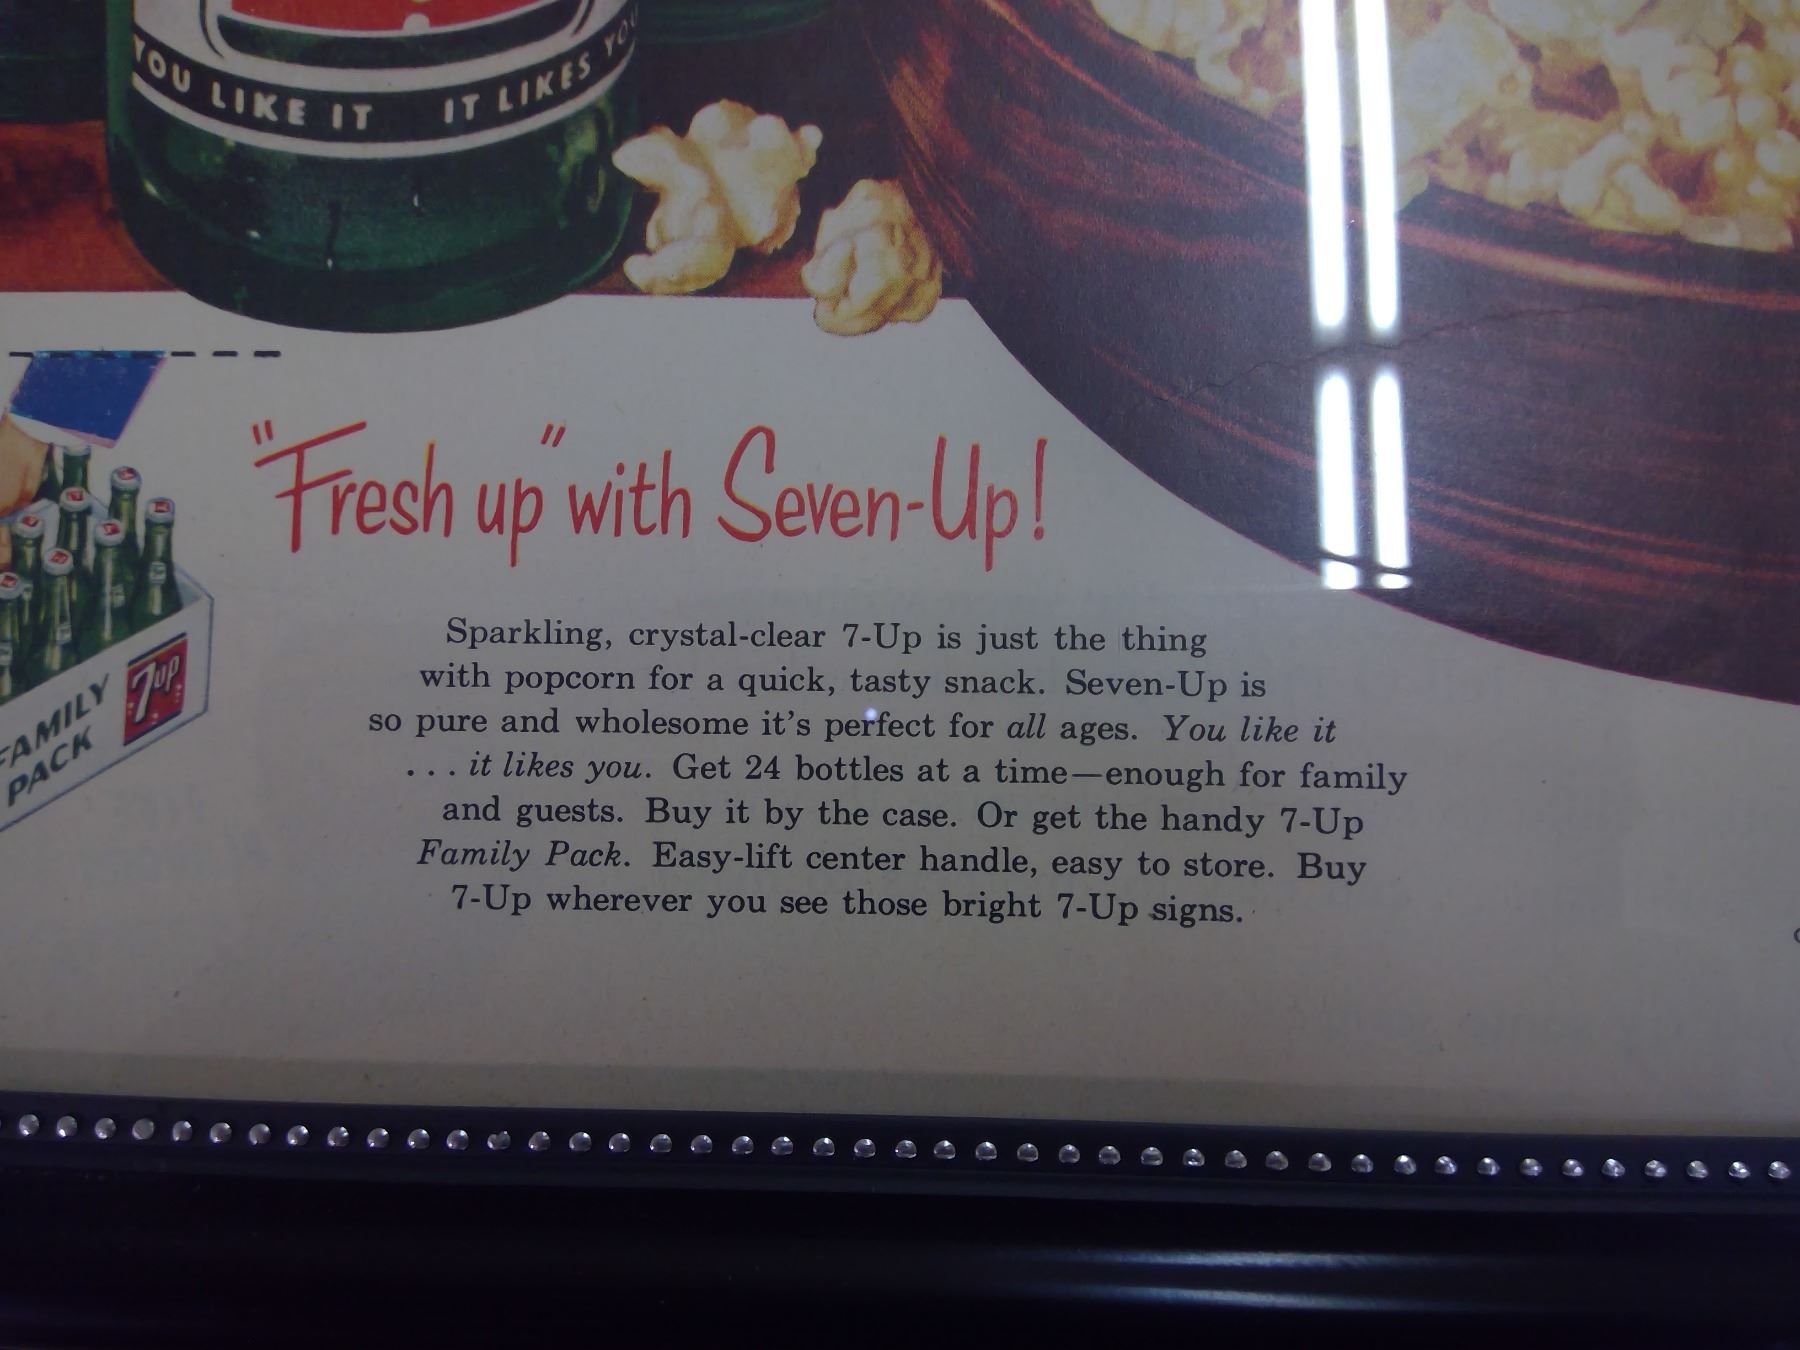 YOU LIKE IT IT LIKES YOU
"Fresh up" with Seven-Up!
7up
FAMILY
PACK
Sparkling, crystal-clear 7-Up is just the thing
with popcorn for a quick, tasty snack. Seven-Up is
so pure and wholesome it's perfect for all ages. You like it
... it likes you. Get 24 bottles at a time—enough for family
and guests. Buy it by the case. Or get the handy 7-Up
Family Pack. Easy-lift center handle, easy to store. Buy
7-Up wherever you see those bright 7-Up signs.